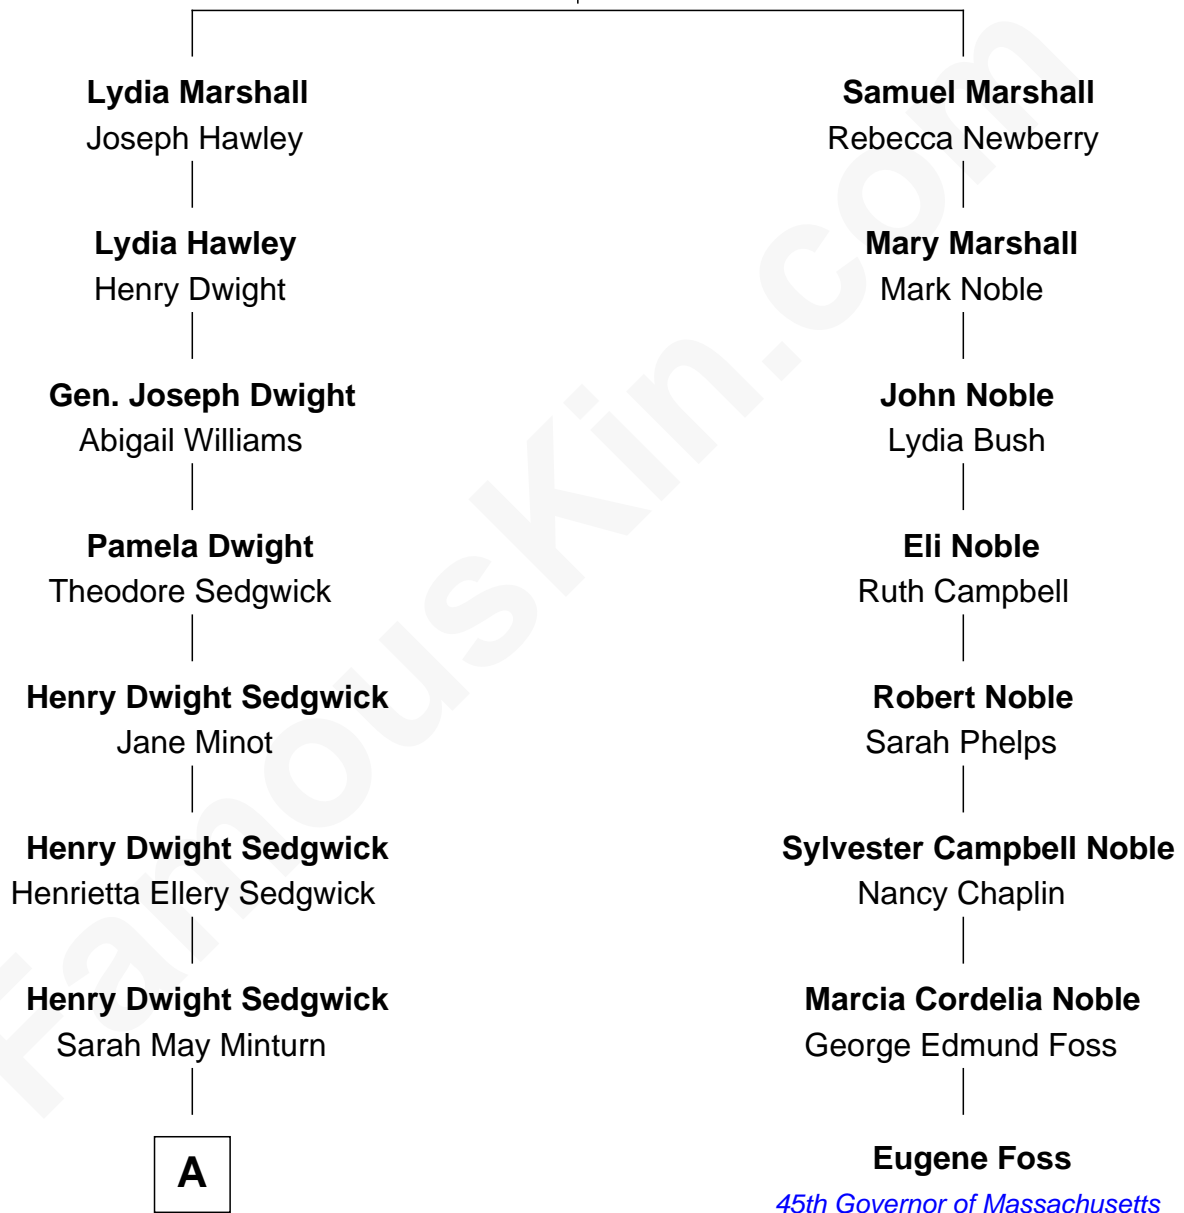 Lydia Marshall
Joseph Hawley
Lydia Hawley
Henry Dwight
Gen. Joseph Dwight
Abigail Williams
Pamela Dwight
Theodore Sedgwick
Henry Dwight Sedgwick
Jane Minot
Henry Dwight Sedgwick
Henrietta Ellery Sedgwick
Henry Dwight Sedgwick
Sarah May Minturn
A
Samuel Marshall
Rebecca Newberry
Mary Marshall
Mark Noble
John Noble
Lydia Bush
Eli Noble
Ruth Campbell
Robert Noble
Sarah Phelps
Sylvester Campbell Noble
Nancy Chaplin
Marcia Cordelia Noble
George Edmund Foss
Eugene Foss
45th Governor of Massachusetts
FamousKin.com